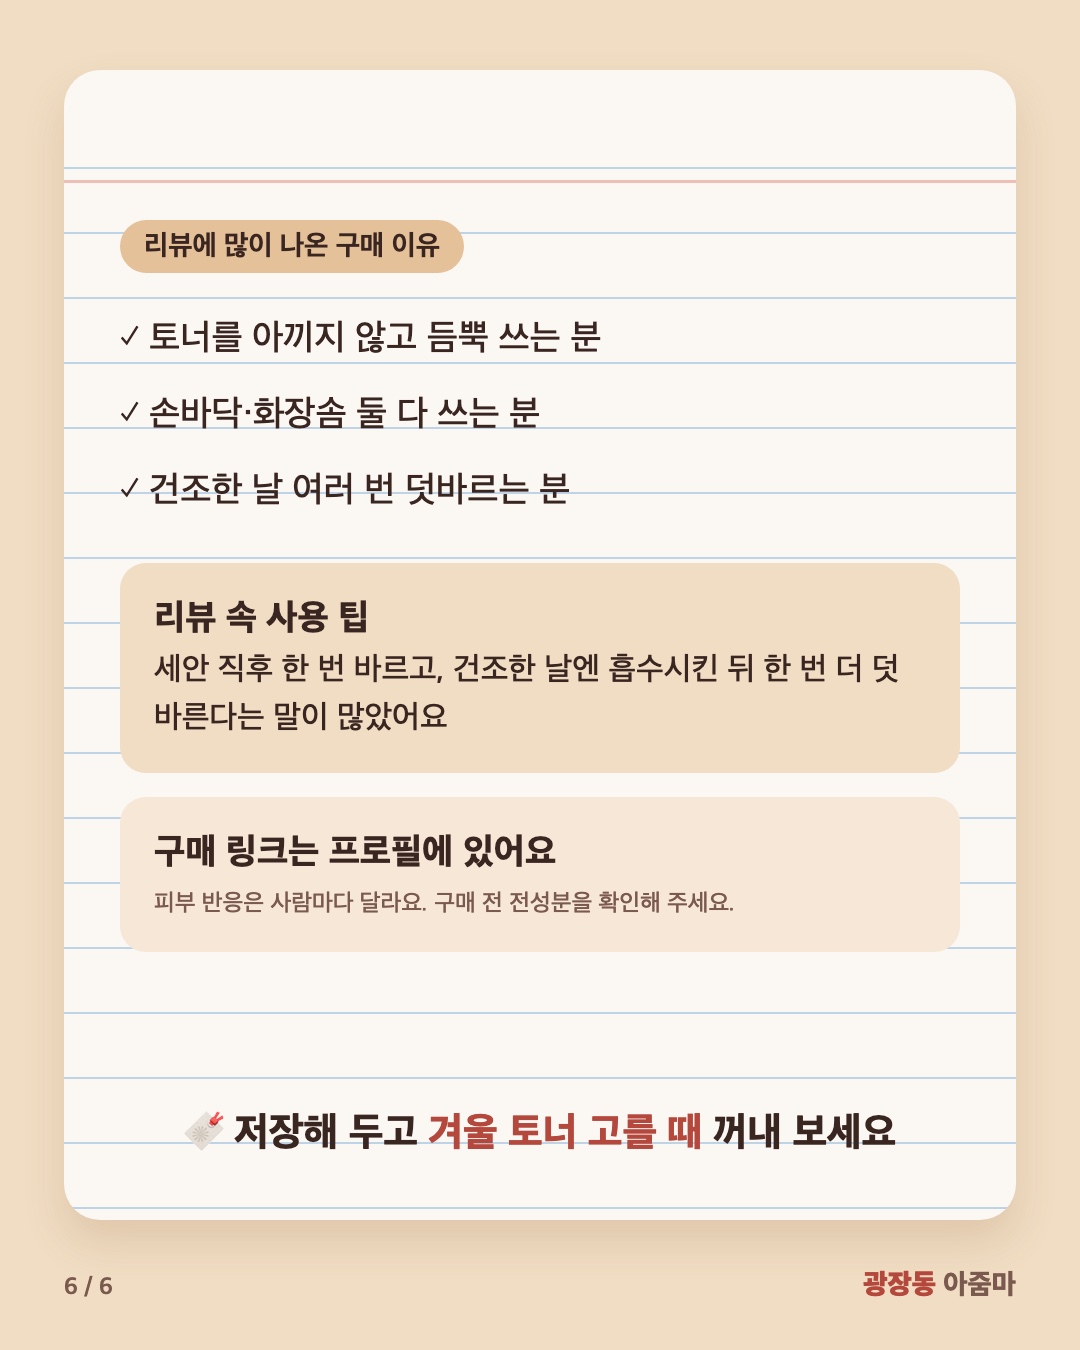 리뷰에 많이 나온 구매 이유
✓ 토너를 아끼지 않고 듬뿍 쓰는 분
✓ 손바닥·화장솜 둘 다 쓰는 분
✓ 건조한 날 여러 번 덧바르는 분
리뷰 속 사용 팁
세안 직후 한 번 바르고, 건조한 날엔 흡수시킨 뒤 한 번 더 덧
바른다는 말이 많았어요
구매 링크는 프로필에 있어요
피부 반응은 사람마다 달라요. 구매 전 전성분을 확인해 주세요.
저장해 두고 겨울 토너 고를 때 꺼내 보세요
6 / 6
광장동 아줌마